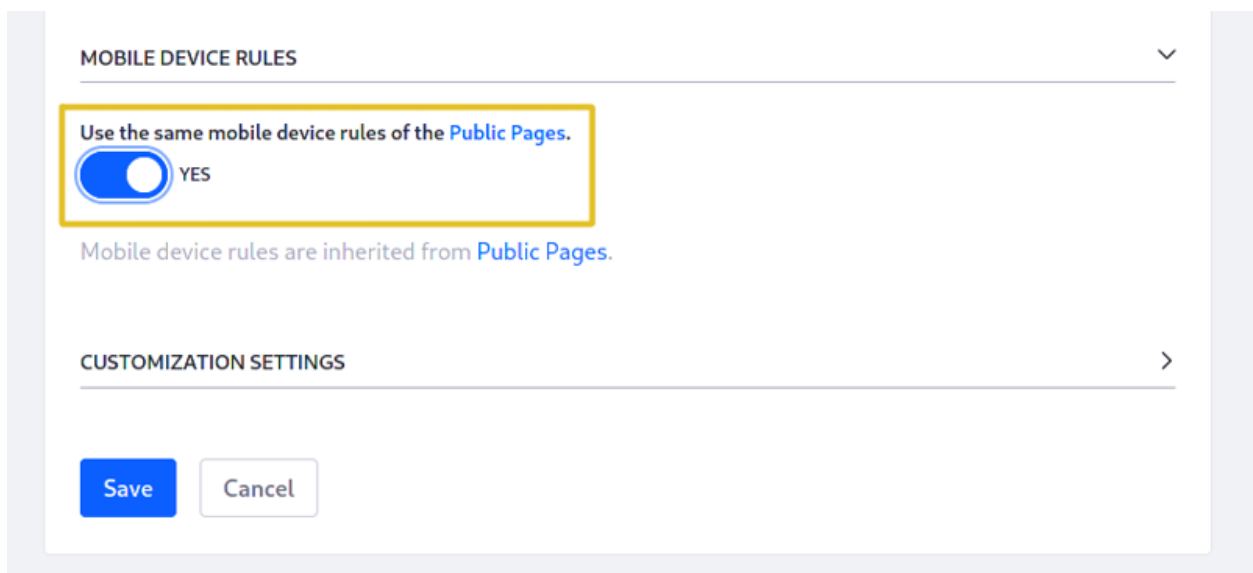 MOBILE DEVICE RULES
Use the same mobile device rules of the Public Pages.
YES
Mobile device rules are inherited from Public Pages.
CUSTOMIZATION SETTINGS
Save Cancel